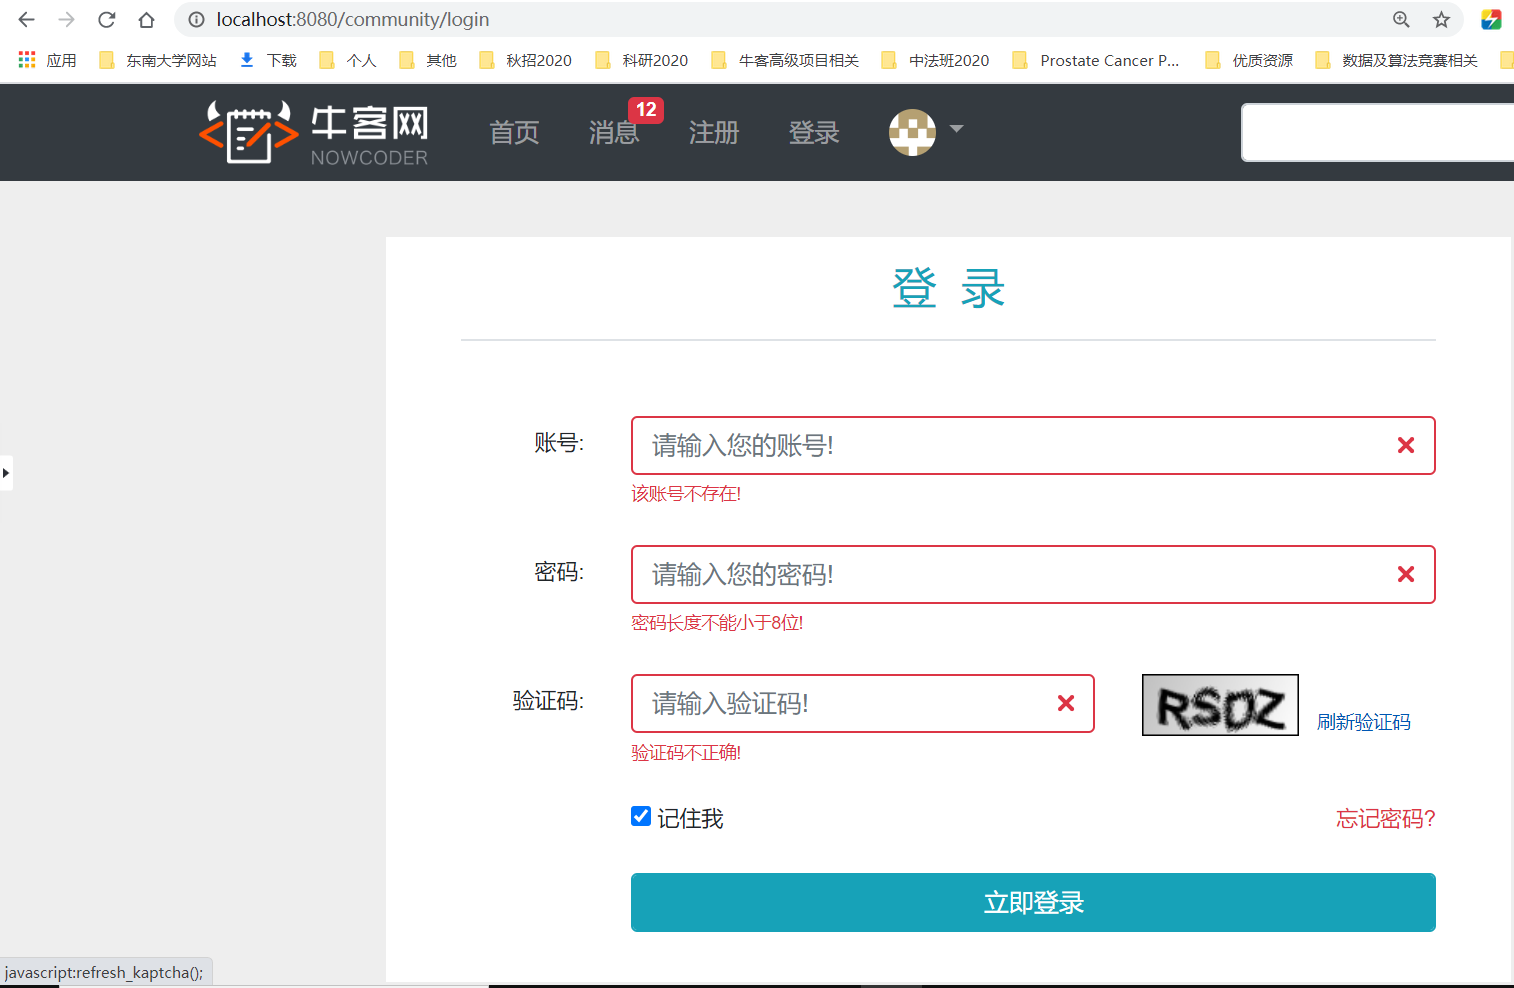 localhost:8080/community/login
应用 东南大学网站 下载 个人 其他 秋招2020 科研2020 牛客高级项目相关 中法班2020 Prostate Cancer P... 优质资源 数据及算法竞赛相关
牛客网
NOWCODER
首页 消息 12 注册 登录
登 录
账号: 请输入您的账号!
该账号不存在!
密码: 请输入您的密码!
密码长度不能小于8位!
验证码: 请输入验证码! RSOZ 刷新验证码
验证码不正确!
记住我 忘记密码?
立即登录
javascript:refresh_kaptcha();